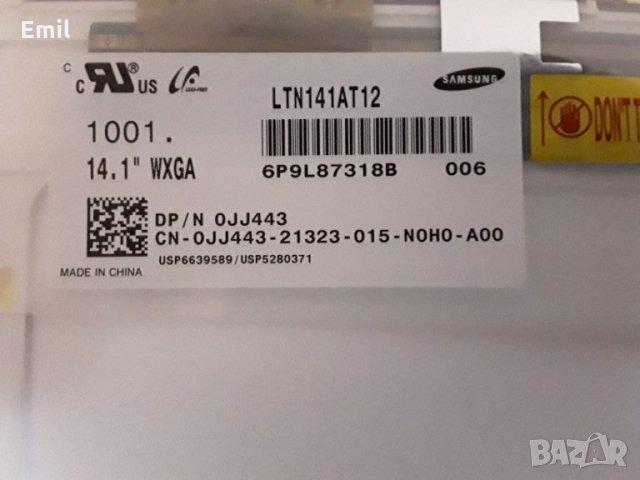 Emil
c RU ® US
SAMSUNG
LTN141AT12
1001.
14.1" WXGA
6P9L87318B 006
DP/N 0JJ443
CN-0JJ443-21323-015-N0H0-A00
USP6639589/USP5280371
MADE IN CHINA
DON'T
BAZAR